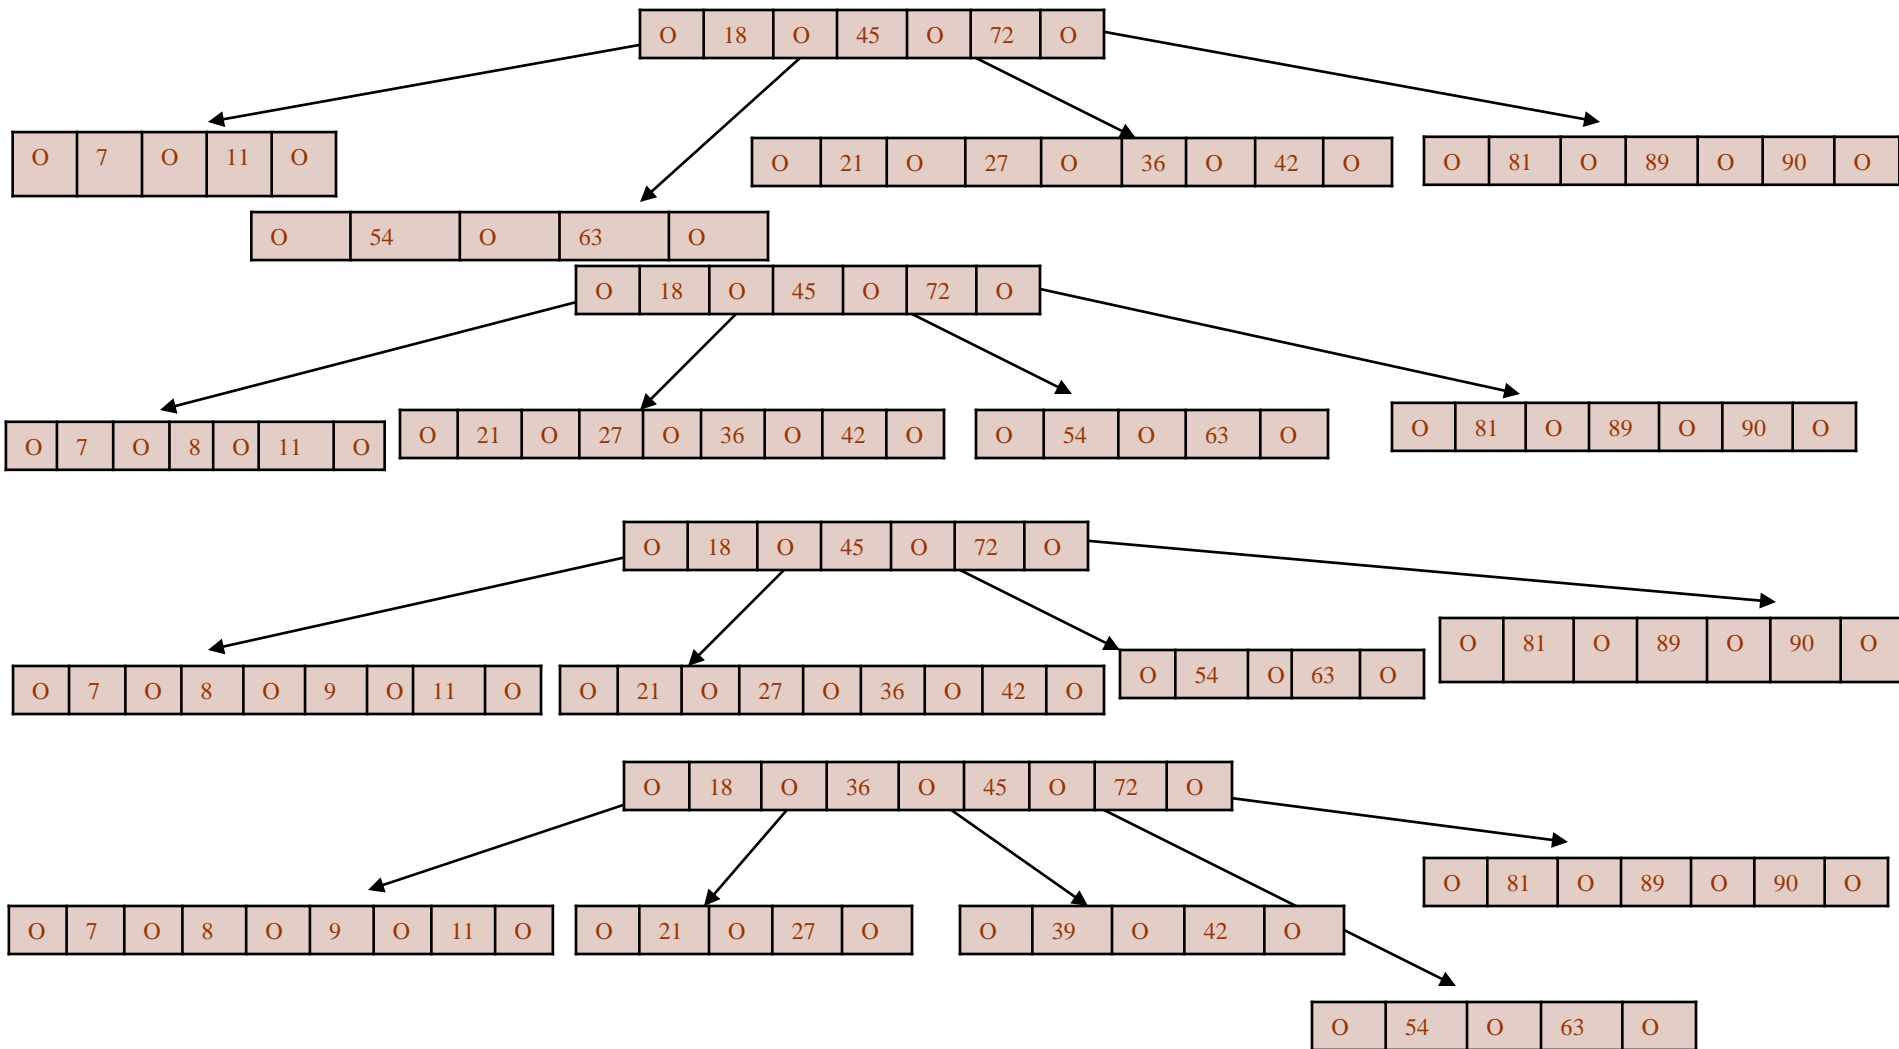 O 18 O 45 O 72 O
O 7 O 11 O
O 21 O 27 O 36 O 42 O
O 81 O 89 O 90 O
O 54 O 63 O
O 18 O 45 O 72 O
O 7 O 8 O 11 O
O 21 O 27 O 36 O 42 O
O 54 O 63 O
O 81 O 89 O 90 O
O 18 O 45 O 72 O
O 7 O 8 O 9 O 11 O
O 21 O 27 O 36 O 42 O
O 54 O 63 O
O 81 O 89 O 90 O
O 18 O 36 O 45 O 72 O
O 7 O 8 O 9 O 11 O
O 21 O 27 O
O 39 O 42 O
O 81 O 89 O 90 O
O 54 O 63 O